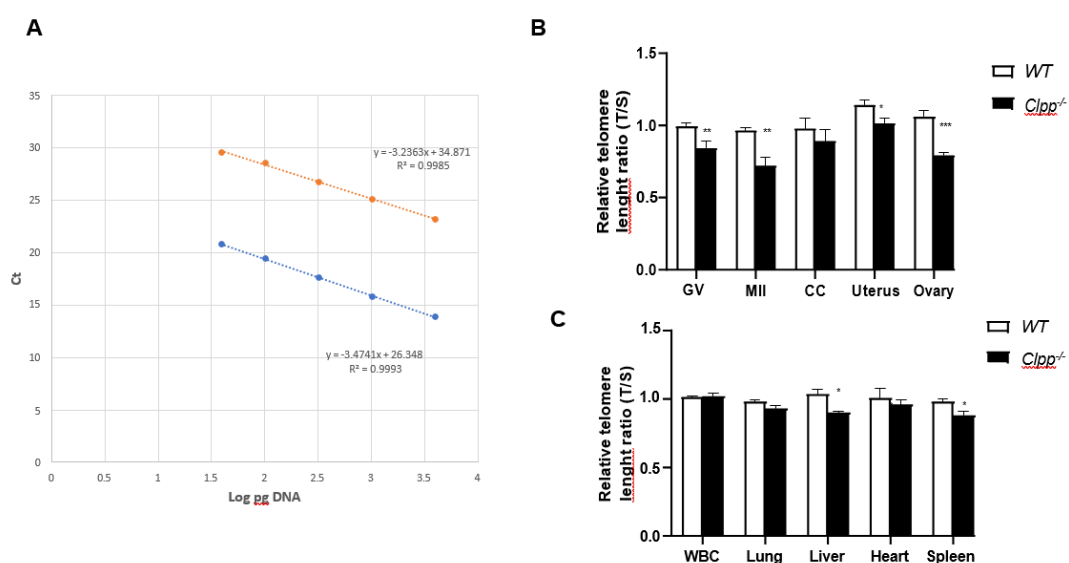 A
35
30
25
20
15
10
5
0
Ct
y = -3.2363x + 34.871
R² = 0.9985
y = -3.4741x + 26.348
R² = 0.9993
0 0.5 1 1.5 2 2.5 3 3.5 4
Log pg DNA
B
Relative telomere
lenght ratio (T/S)
1.5
1.0
0.5
0.0
** ** * ***
GV MII CC Uterus Ovary
WT
Clpp-/-
C
Relative telomere
lenght ratio (T/S)
1.5
1.0
0.5
0.0
* *
WBC Lung Liver Heart Spleen
WT
Clpp-/-